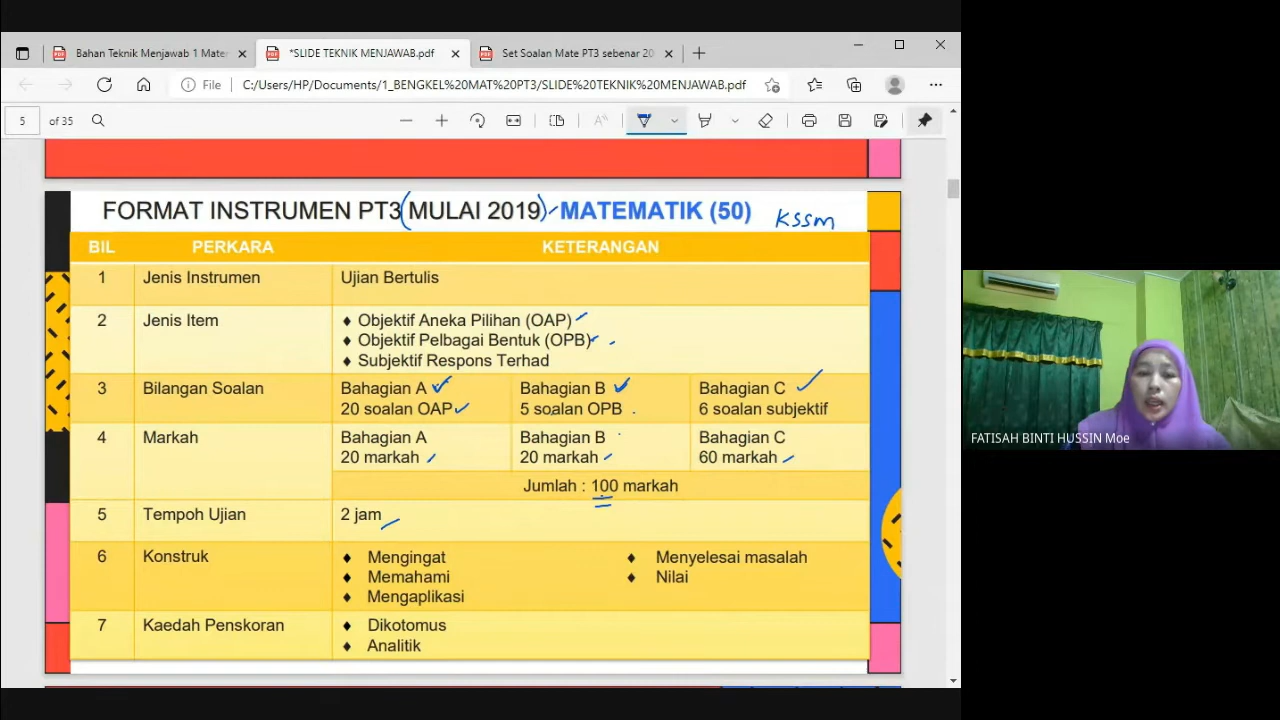 Bahan Teknik Menjawab 1 Mate
*SLIDE TEKNIK MENJAWAB.pdf
Set Soalan Mate PT3 sebenar 20
File
C:/Users/HP/Documents/1_BENGKEL%20MAT%20PT3/SLIDE%20TEKNIK%20MENJAWAB.pdf
5 of 35
FORMAT INSTRUMEN PT3 (MULAI 2019) - MATEMATIK (50) KSSM
BIL PERKARA KETERANGAN
1 Jenis Instrumen Ujian Bertulis
2 Jenis Item ♦ Objektif Aneka Pilihan (OAP)
♦ Objektif Pelbagai Bentuk (OPB)
♦ Subjektif Respons Terhad
3 Bilangan Soalan Bahagian A Bahagian B Bahagian C
20 soalan OAP 5 soalan OPB 6 soalan subjektif
4 Markah Bahagian A Bahagian B Bahagian C
20 markah 20 markah 60 markah
Jumlah : 100 markah
5 Tempoh Ujian 2 jam
6 Konstruk ♦ Mengingat ♦ Menyelesai masalah
♦ Memahami ♦ Nilai
♦ Mengaplikasi
7 Kaedah Penskoran ♦ Dikotomus
♦ Analitik
FATISAH BINTI HUSSIN Moe